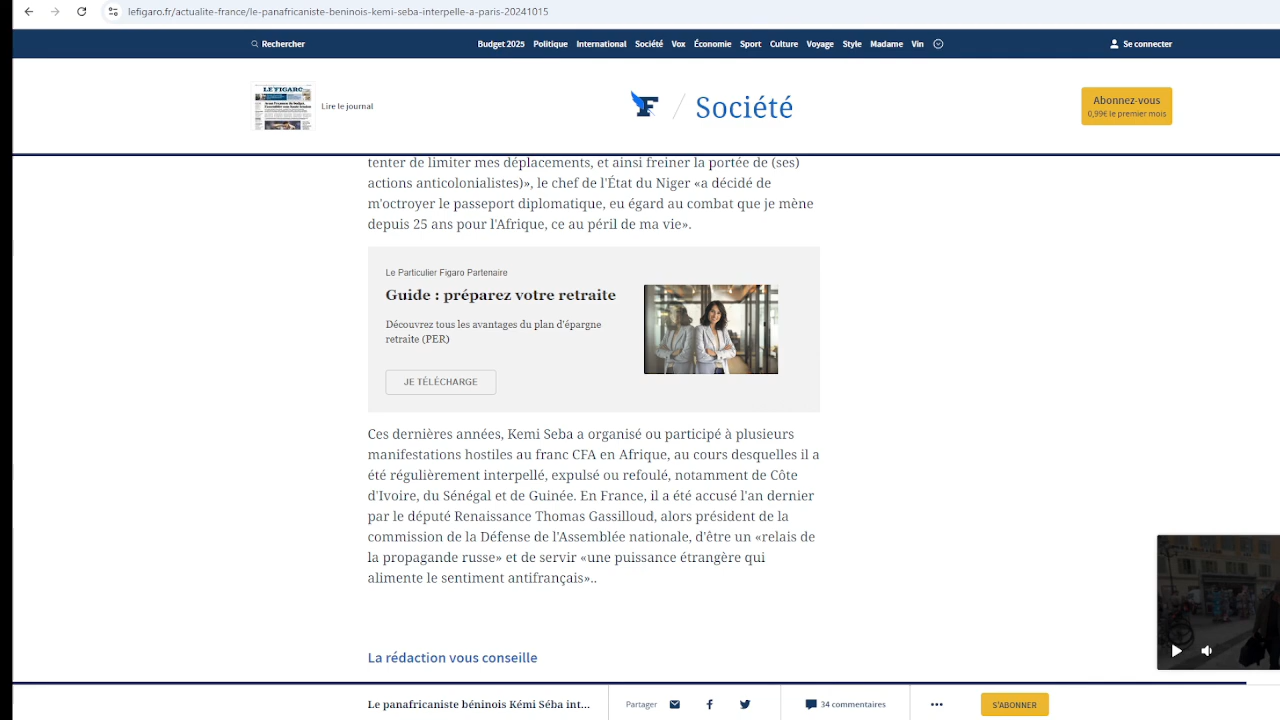 lefigaro.fr/actualite-france/le-panafricaniste-beninois-kemi-seba-interpelle-a-paris-20241015
Rechercher
Budget 2025 Politique International Société Vox Économie Sport Culture Voyage Style Madame Vin
Se connecter
LE FIGARO
Lire le journal
F / Société
Abonnez-vous
0,99€ le premier mois
tenter de limiter mes déplacements, et ainsi freiner la portée de (ses)
actions anticolonialistes)», le chef de l'État du Niger «a décidé de
m'octroyer le passeport diplomatique, eu égard au combat que je mène
depuis 25 ans pour l'Afrique, ce au péril de ma vie».
Le Particulier Figaro Partenaire
Guide : préparez votre retraite
Découvrez tous les avantages du plan d'épargne
retraite (PER)
JE TÉLÉCHARGE
Ces dernières années, Kemi Seba a organisé ou participé à plusieurs
manifestations hostiles au franc CFA en Afrique, au cours desquelles il a
été régulièrement interpellé, expulsé ou refoulé, notamment de Côte
d'Ivoire, du Sénégal et de Guinée. En France, il a été accusé l'an dernier
par le député Renaissance Thomas Gassilloud, alors président de la
commission de la Défense de l'Assemblée nationale, d'être un «relais de
la propagande russe» et de servir «une puissance étrangère qui
alimente le sentiment antifrançais»..
La rédaction vous conseille
Le panafricaniste béninois Kémi Séba int...
Partager
34 commentaires
S'ABONNER